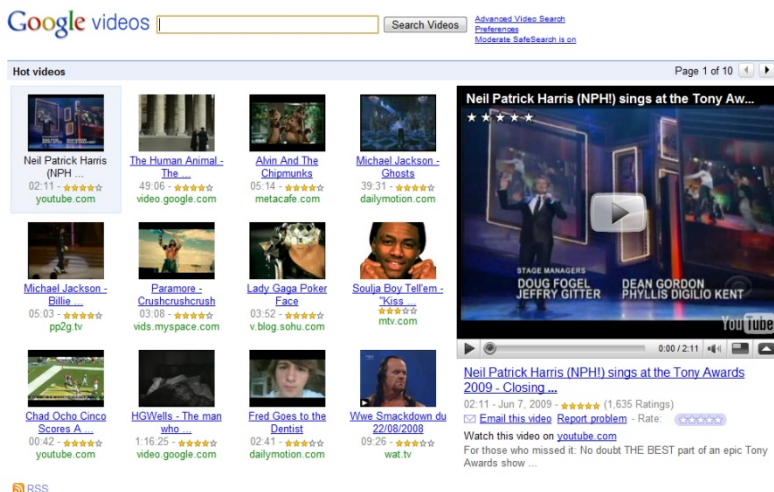 Google videos
Search Videos
Advanced Video Search
Preferences
Moderate SafeSearch is on
Hot videos
Page 1 of 10
Neil Patrick Harris
(NPH ...
02:11 -
youtube.com
The Human Animal -
The ...
49:06 -
video.google.com
Alvin And The
Chipmunks
05:14 -
metacafe.com
Michael Jackson -
Ghosts
39:31 -
dailymotion.com
Michael Jackson -
Billie ...
05:03 -
pp2g.tv
Paramore -
Crushcrushcrush
03:08 -
vids.myspace.com
Lady Gaga Poker
Face
03:52 -
v.blog.sohu.com
Soulja Boy Tell'em -
"Kiss ...
mtv.com
Chad Ocho Cinco
Scores A ...
00:42 -
youtube.com
HGWells - The man
who ...
1:16:25 -
video.google.com
Fred Goes to the
Dentist
02:41 -
dailymotion.com
Wwe Smackdown du
22/08/2008
09:26 -
wat.tv
RSS
Neil Patrick Harris (NPH!) sings at the Tony Aw...
STAGE MANAGERS
DOUG FOGEL DEAN GORDON
JEFFRY GITTER PHYLLIS DIGILIO KENT
YouTube
0:00 / 2:11
Neil Patrick Harris (NPH!) sings at the Tony Awards
2009 - Closing ...
02:11 - Jun 7, 2009 - (1,635 Ratings)
Email this video Report problem - Rate:
Watch this video on youtube.com
For those who missed it: No doubt THE BEST part of an epic Tony
Awards show ...